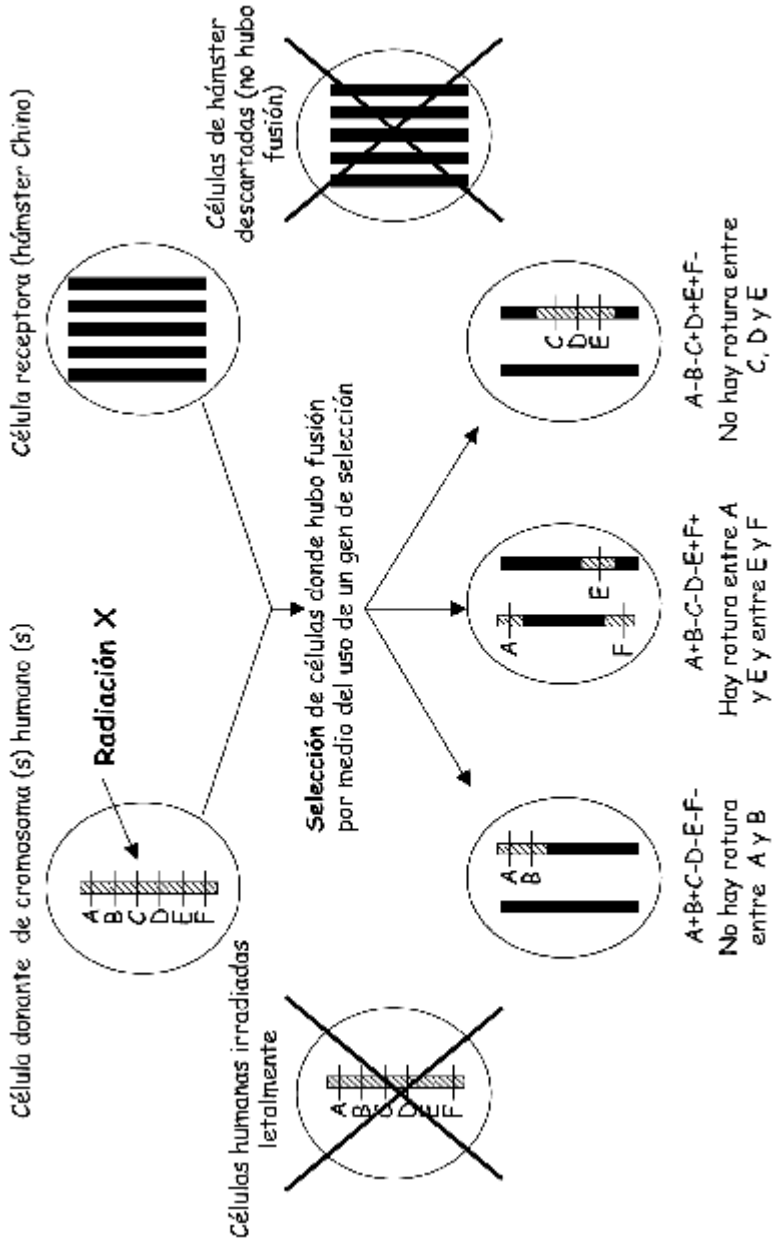 Célula donante de cromosoma (s) humano (s)
Célula receptora (hámster Chino)
Radiación X
A
B
C
D
E
F
Células humanas irradiadas
letalmente
A
B
C
D
E
F
Selección de células donde hubo fusión
por medio del uso de un gen de selección
Células de hámster
descartadas (no hubo
fusión)
A
B
A+B+C-D-E-F-
No hay rotura
entre A y B
A
F
E
A+B-C-D-E+F+
Hay rotura entre A
y E y entre E y F
C
D
E
A-B-C+D+E+F-
No hay rotura entre
C, D y E